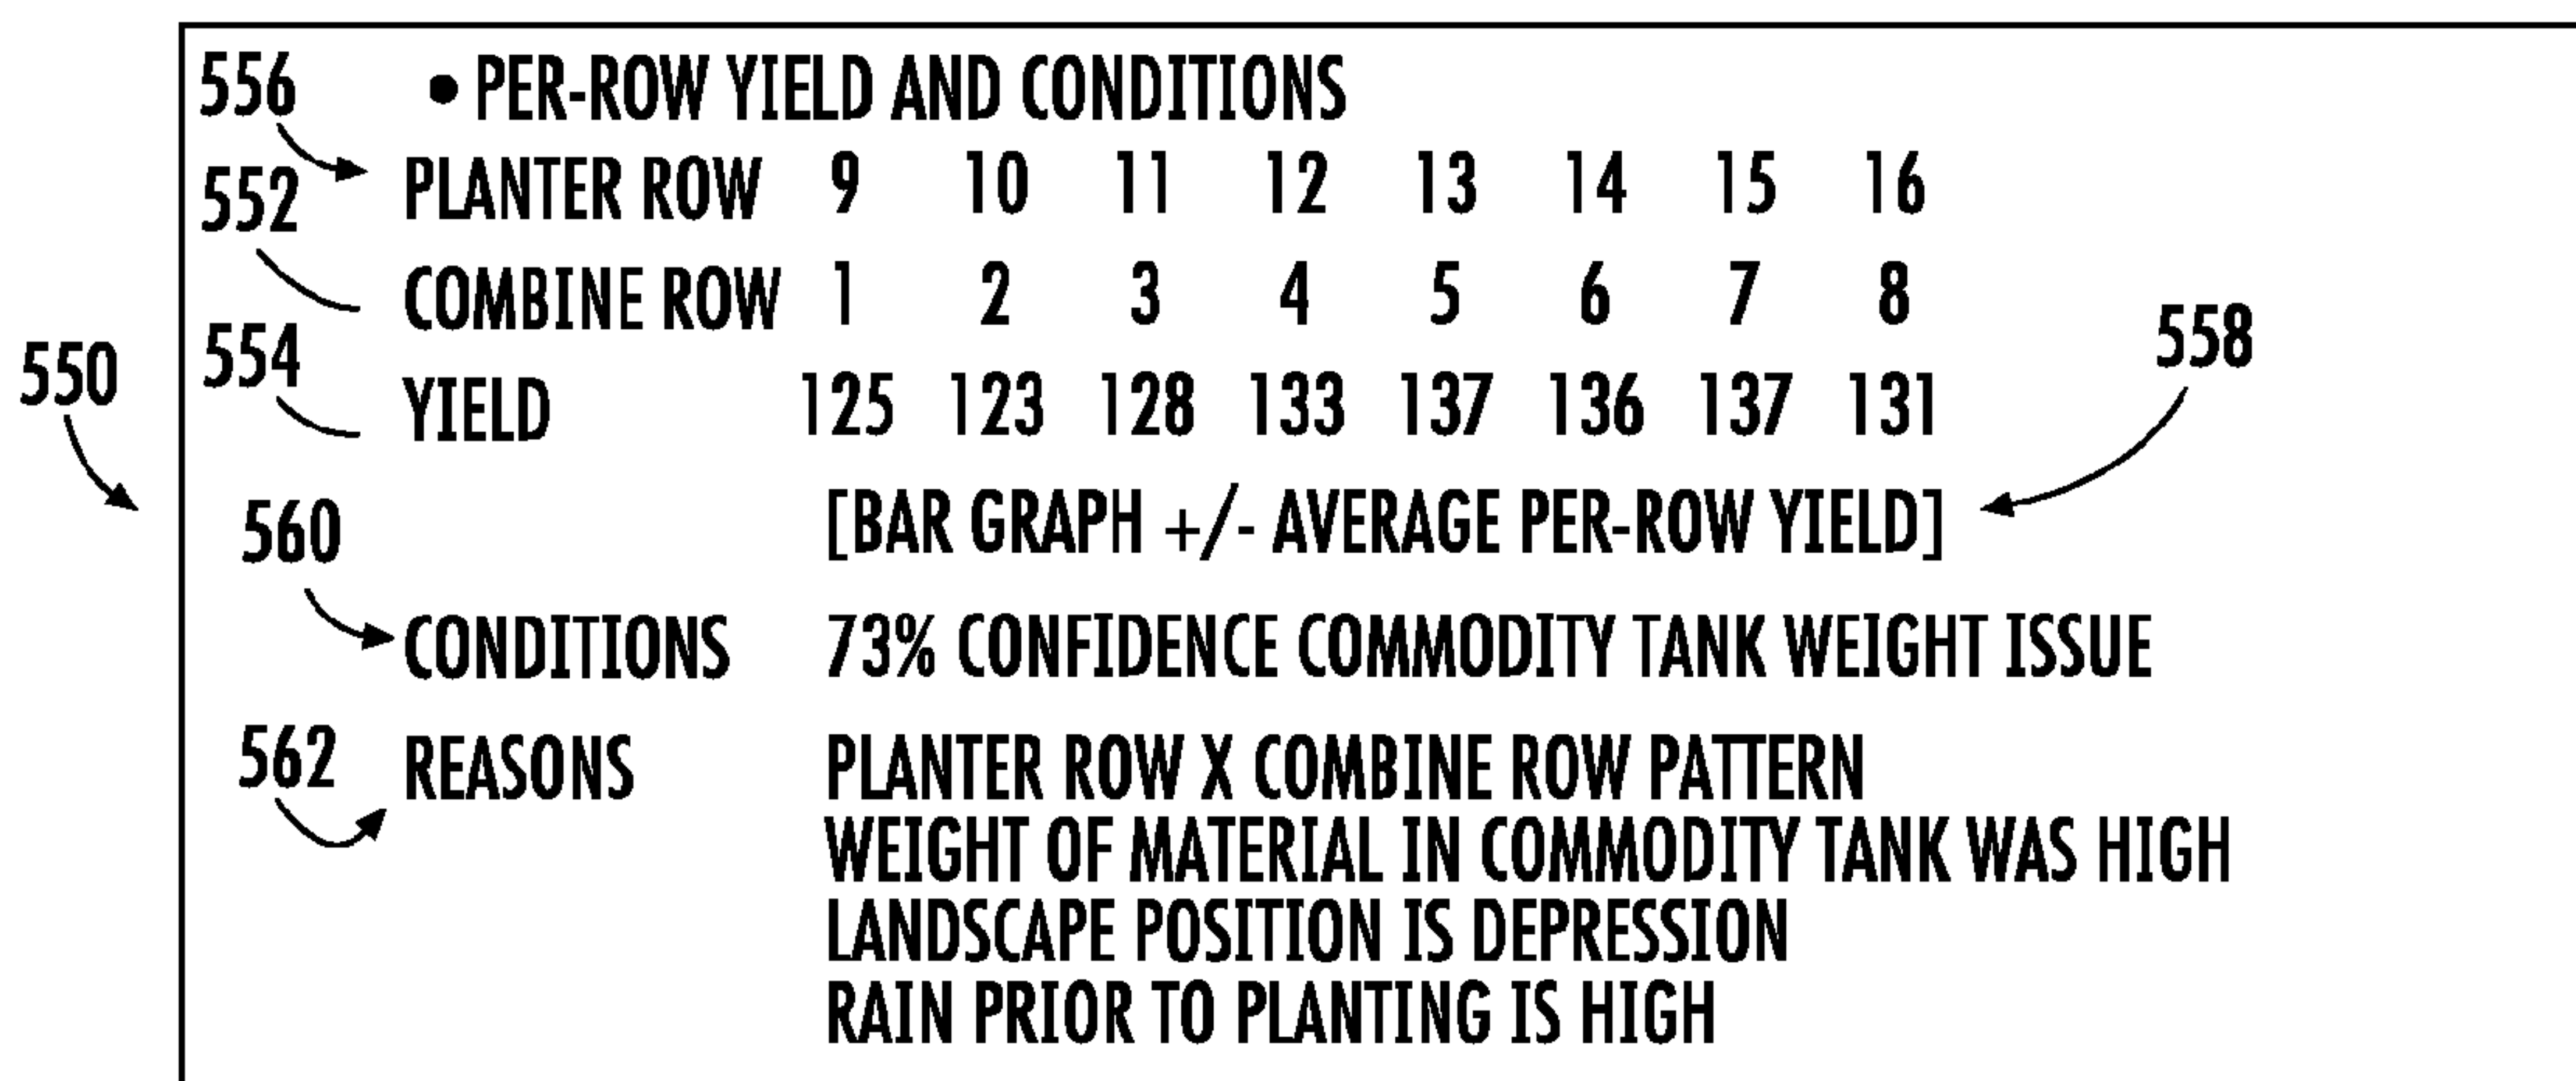 556 • PER-ROW YIELD AND CONDITIONS
PLANTER ROW 9 10 11 12 13 14 15 16
552
COMBINE ROW 1 2 3 4 5 6 7 8
554
558
550
YIELD 125 123 128 133 137 136 137 131
[BAR GRAPH +/- AVERAGE PER-ROW YIELD]
560
CONDITIONS 73% CONFIDENCE COMMODITY TANK WEIGHT ISSUE
562 REASONS PLANTER ROW X COMBINE ROW PATTERN
WEIGHT OF MATERIAL IN COMMODITY TANK WAS HIGH
LANDSCAPE POSITION IS DEPRESSION
RAIN PRIOR TO PLANTING IS HIGH